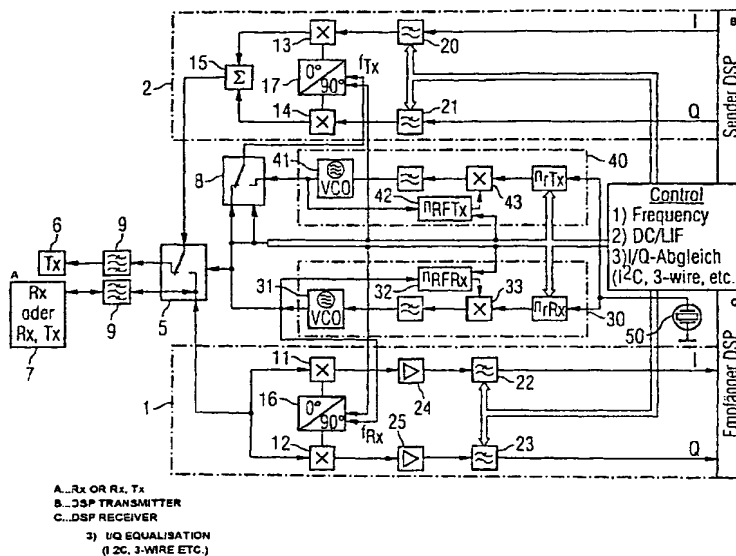 B
13
20
I
15
Σ
0°
17
90°
fTx
2
14
21
Q
Sender DSP
41
40
8
VCO
nrTx
42
43
nRFTx
Control
1) Frequency
2) DC/LIF
3) I/Q-Abgleich
(I²C, 3-wire, etc.)
6
9
Tx
A
Rx
oder
Rx, Tx
7
9
5
31
nRFRx
VCO
32
33
nrRx
30
50
11
I
1
16
0°
90°
24
22
fRx
25
12
23
Q
Empfänger DSP
A...Rx OR Rx, Tx
B...DSP TRANSMITTER
C...DSP RECEIVER
3) I/Q EQUALISATION
(I 2C, 3-WIRE ETC.)